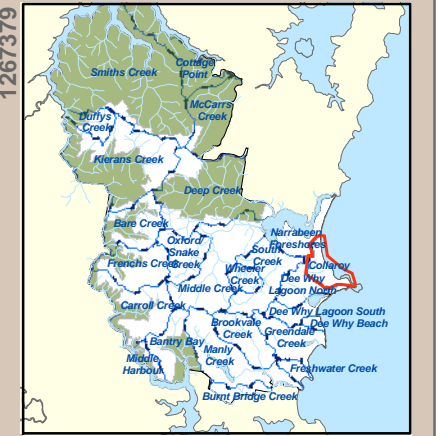 1267379
Smiths Creek
Cottage
Point
McCarrs
Creek
Duffys
Creek
Kierans Creek
Deep Creek
Bare Creek
Narrabeen
Foreshores
Oxford
Snake
Creek
South
Creek
Frenchs Creek
Wheeler
Creek
Collaroy
Dee Why
Lagoon North
Middle Creek
Carroll Creek
Dee Why Lagoon South
Dee Why Beach
Brookvale
Creek
Greendale
Creek
Bantry Bay
Manly
Creek
Middle
Harbour
Freshwater Creek
Burnt Bridge Creek